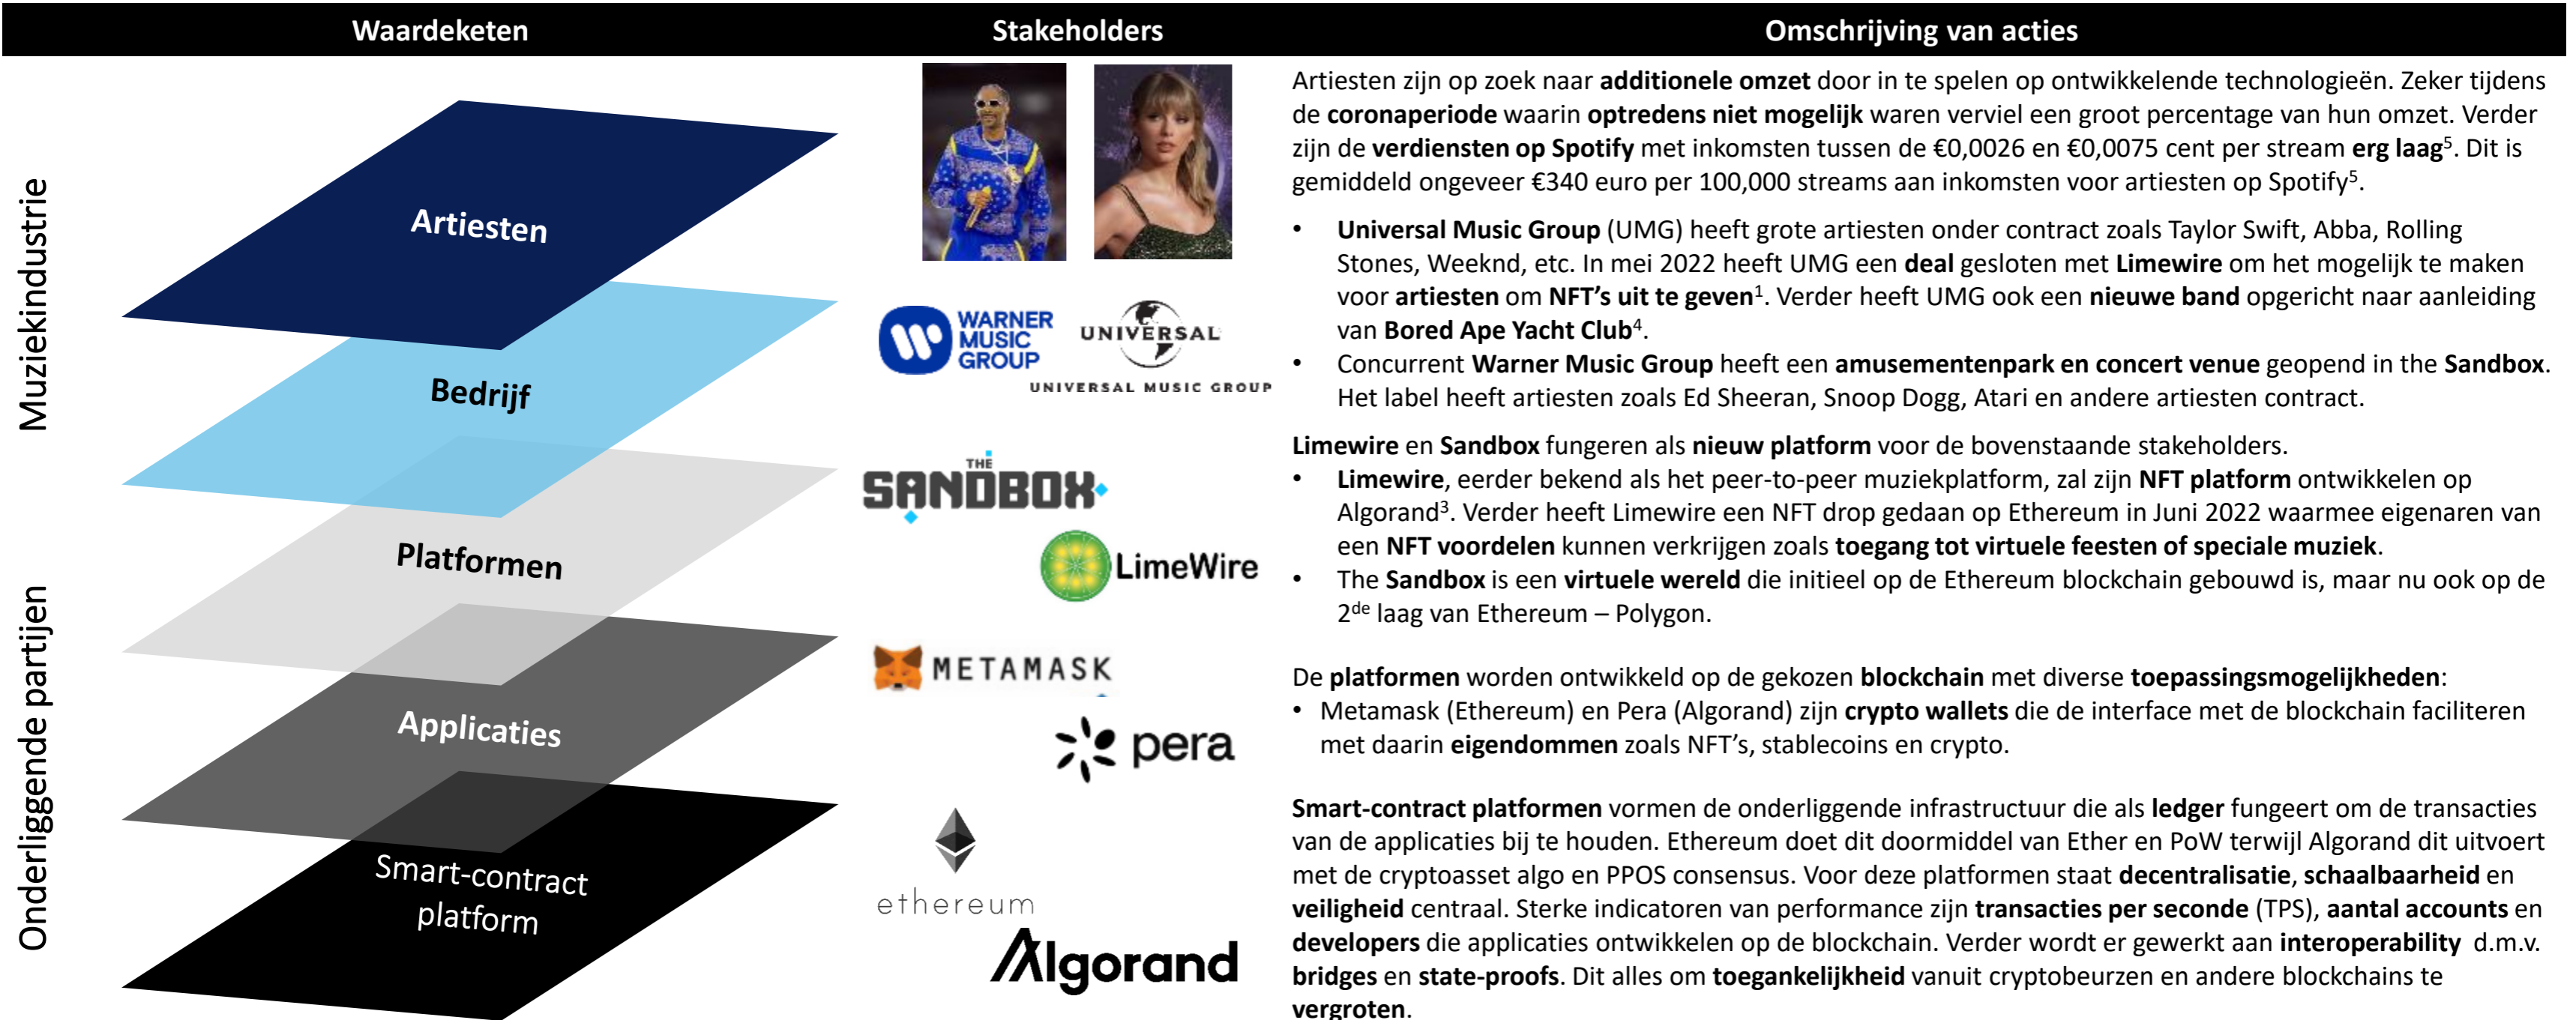 Waardeketen
Stakeholders
Omschrijving van acties
Muziekindustrie
Onderliggende partijen
Artiesten
Bedrijf
Platformen
Applicaties
Smart-contract
platform
WARNER
MUSIC
GROUP
UNIVERSAL
UNIVERSAL MUSIC GROUP
THE
SANDBOX
LimeWire
METAMASK
pera
ethereum
Algorand
Artiesten zijn op zoek naar additionele omzet door in te spelen op ontwikkelende technologieën. Zeker tijdens
de coronaperiode waarin optredens niet mogelijk waren verviel een groot percentage van hun omzet. Verder
zijn de verdiensten op Spotify met inkomsten tussen de €0,0026 en €0,0075 cent per stream erg laag⁵. Dit is
gemiddeld ongeveer €340 euro per 100,000 streams aan inkomsten voor artiesten op Spotify⁵.
• Universal Music Group (UMG) heeft grote artiesten onder contract zoals Taylor Swift, Abba, Rolling
Stones, Weeknd, etc. In mei 2022 heeft UMG een deal gesloten met Limewire om het mogelijk te maken
voor artiesten om NFT's uit te geven¹. Verder heeft UMG ook een nieuwe band opgericht naar aanleiding
van Bored Ape Yacht Club⁴.
• Concurrent Warner Music Group heeft een amusementenpark en concert venue geopend in the Sandbox.
Het label heeft artiesten zoals Ed Sheeran, Snoop Dogg, Atari en andere artiesten contract.
Limewire en Sandbox fungeren als nieuw platform voor de bovenstaande stakeholders.
• Limewire, eerder bekend als het peer-to-peer muziekplatform, zal zijn NFT platform ontwikkelen op
Algorand³. Verder heeft Limewire een NFT drop gedaan op Ethereum in Juni 2022 waarmee eigenaren van
een NFT voordelen kunnen verkrijgen zoals toegang tot virtuele feesten of speciale muziek.
• The Sandbox is een virtuele wereld die initieel op de Ethereum blockchain gebouwd is, maar nu ook op de
2de laag van Ethereum – Polygon.
De platformen worden ontwikkeld op de gekozen blockchain met diverse toepassingsmogelijkheden:
• Metamask (Ethereum) en Pera (Algorand) zijn crypto wallets die de interface met de blockchain faciliteren
met daarin eigendommen zoals NFT's, stablecoins en crypto.
Smart-contract platformen vormen de onderliggende infrastructuur die als ledger fungeert om de transacties
van de applicaties bij te houden. Ethereum doet dit doormiddel van Ether en PoW terwijl Algorand dit uitvoert
met de cryptoasset algo en PPOS consensus. Voor deze platformen staat decentralisatie, schaalbaarheid en
veiligheid centraal. Sterke indicatoren van performance zijn transacties per seconde (TPS), aantal accounts en
developers die applicaties ontwikkelen op de blockchain. Verder wordt er gewerkt aan interoperability d.m.v.
bridges en state-proofs. Dit alles om toegankelijkheid vanuit cryptobeurzen en andere blockchains te
vergroten.